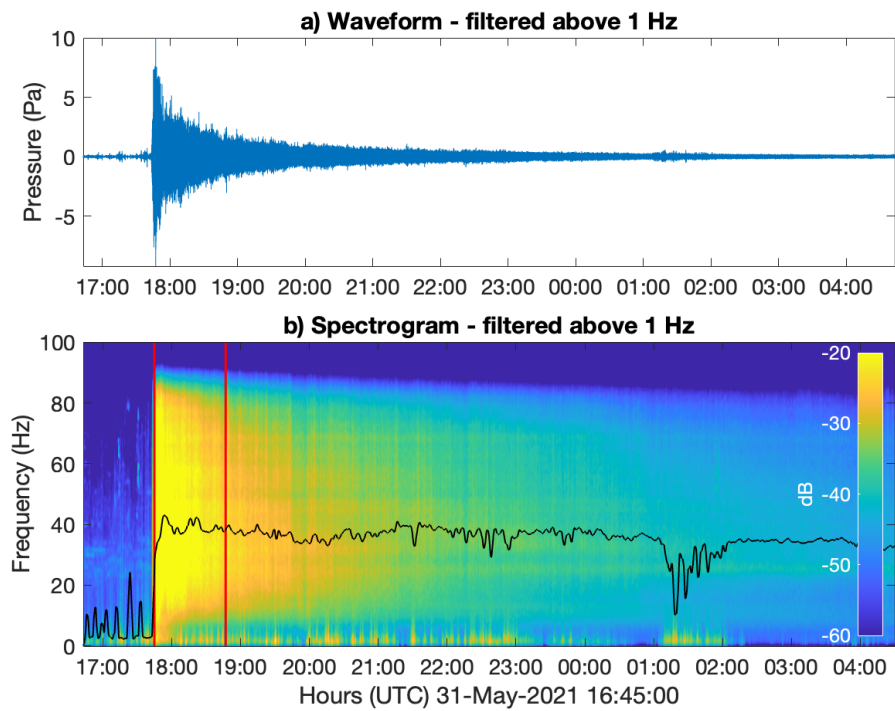 a) Waveform - filtered above 1 Hz
10
5
0
-5
Pressure (Pa)
17:00 18:00 19:00 20:00 21:00 22:00 23:00 00:00 01:00 02:00 03:00 04:00
b) Spectrogram - filtered above 1 Hz
100
80
60
40
20
0
Frequency (Hz)
-20
-30
-40
-50
-60
dB
17:00 18:00 19:00 20:00 21:00 22:00 23:00 00:00 01:00 02:00 03:00 04:00
Hours (UTC) 31-May-2021 16:45:00